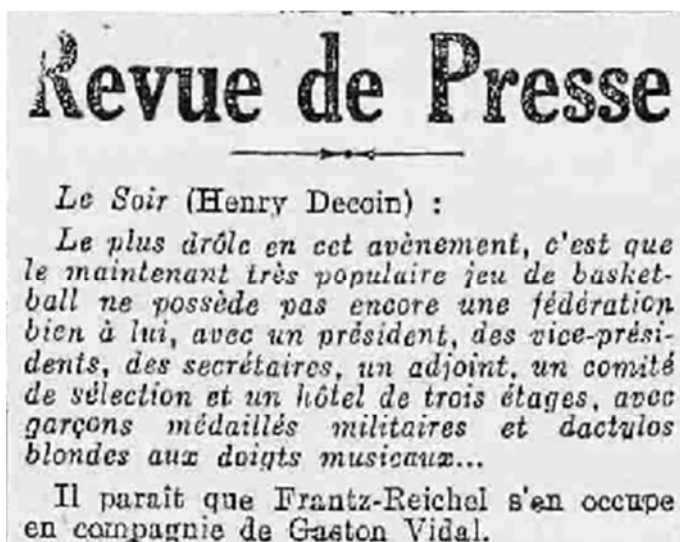 Revue de Presse
Le Soir (Henry Decoin) :
Le plus drôle en cet avènement, c'est que
le maintenant très populaire jeu de basket-
ball ne possède pas encore une fédération
bien à lui, avec un président, des vice-prési-
dents, des secrétaires, un adjoint, un comité
de sélection et un hôtel de trois étages, avec
garçons médaillés militaires et dactylos
blondes aux doigts musicaux...
Il paraît que Frantz-Reichel s'en occupe
en compagnie de Gaston Vidal.